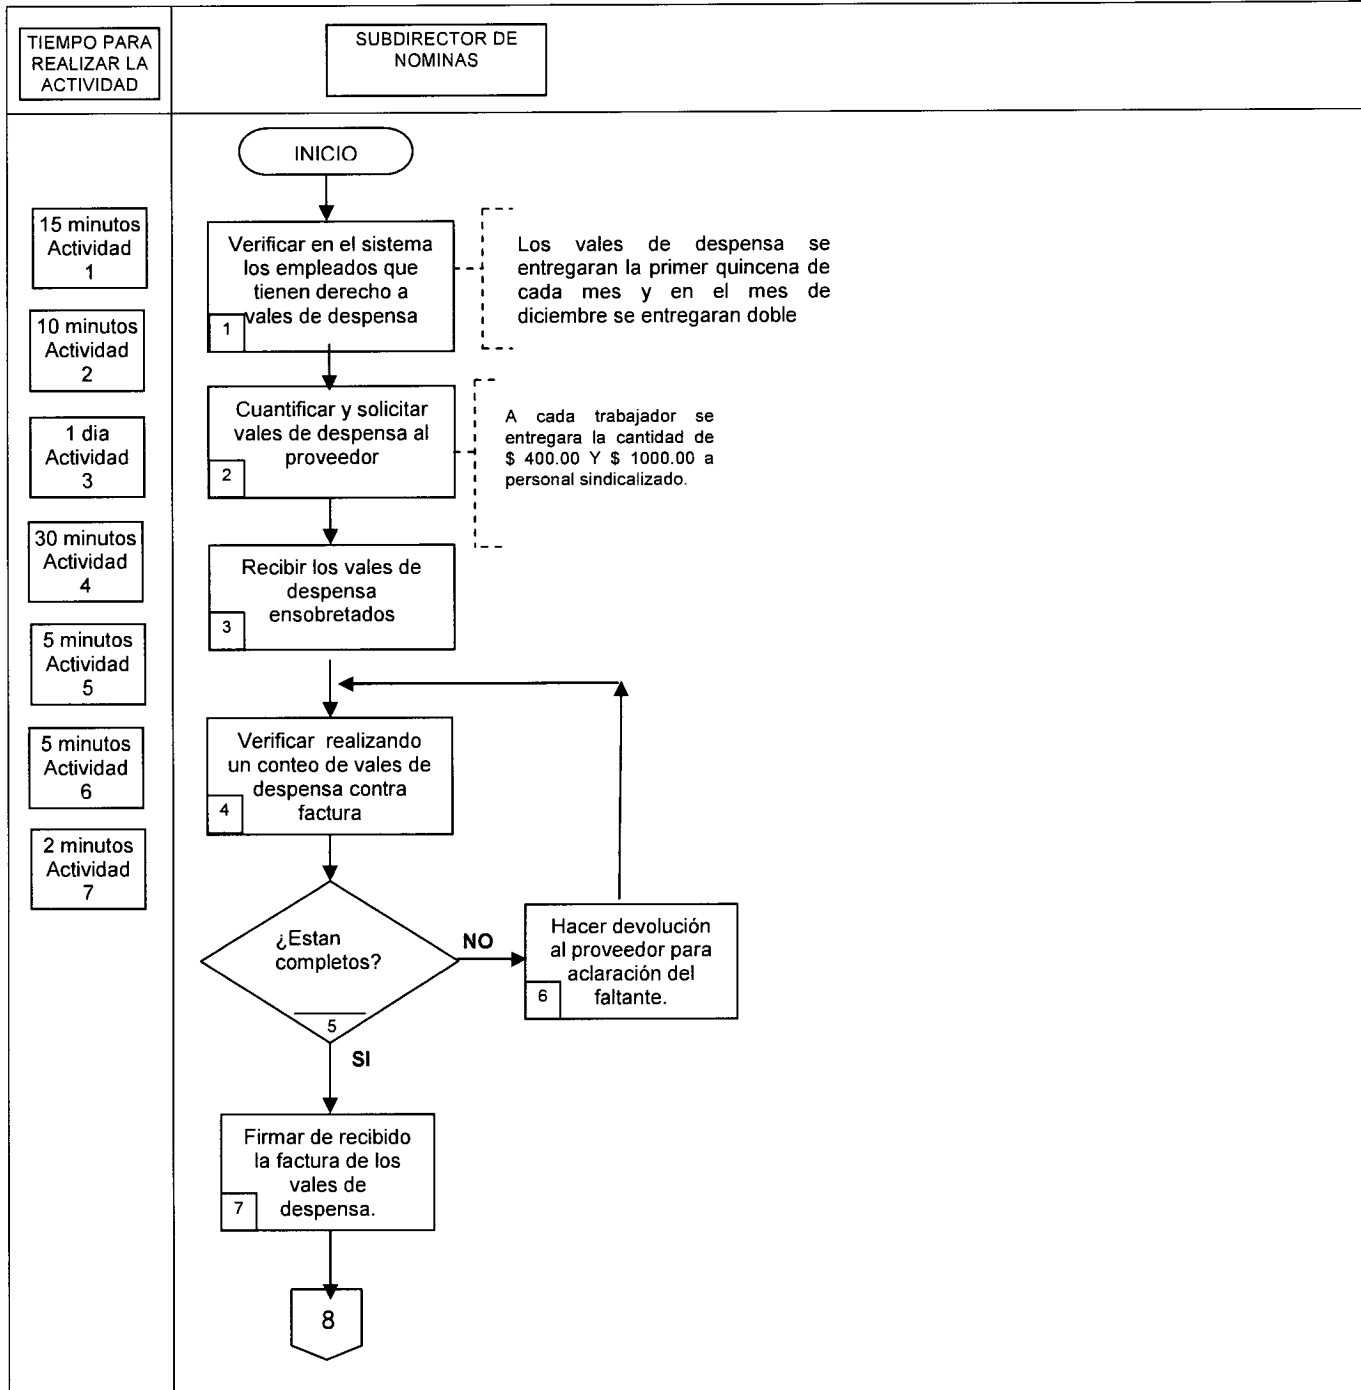 TIEMPO PARA
REALIZAR LA
ACTIVIDAD
SUBDIRECTOR DE
NOMINAS
INICIO
15 minutos
Actividad
1
10 minutos
Actividad
2
1 dia
Actividad
3
30 minutos
Actividad
4
5 minutos
Actividad
5
5 minutos
Actividad
6
2 minutos
Actividad
7
Verificar en el sistema
los empleados que
tienen derecho a
vales de despensa
1
Los vales de despensa se
entregaran la primer quincena de
cada mes y en el mes de
diciembre se entregaran doble
Cuantificar y solicitar
vales de despensa al
proveedor
2
A cada trabajador se
entregara la cantidad de
$ 400.00 Y $ 1000.00 a
personal sindicalizado.
Recibir los vales de
despensa
ensobretados
3
Verificar realizando
un conteo de vales de
despensa contra
factura
4
¿Estan
completos?
5
NO
Hacer devolución
al proveedor para
aclaración del
faltante.
6
SI
Firmar de recibido
la factura de los
vales de
despensa.
7
8